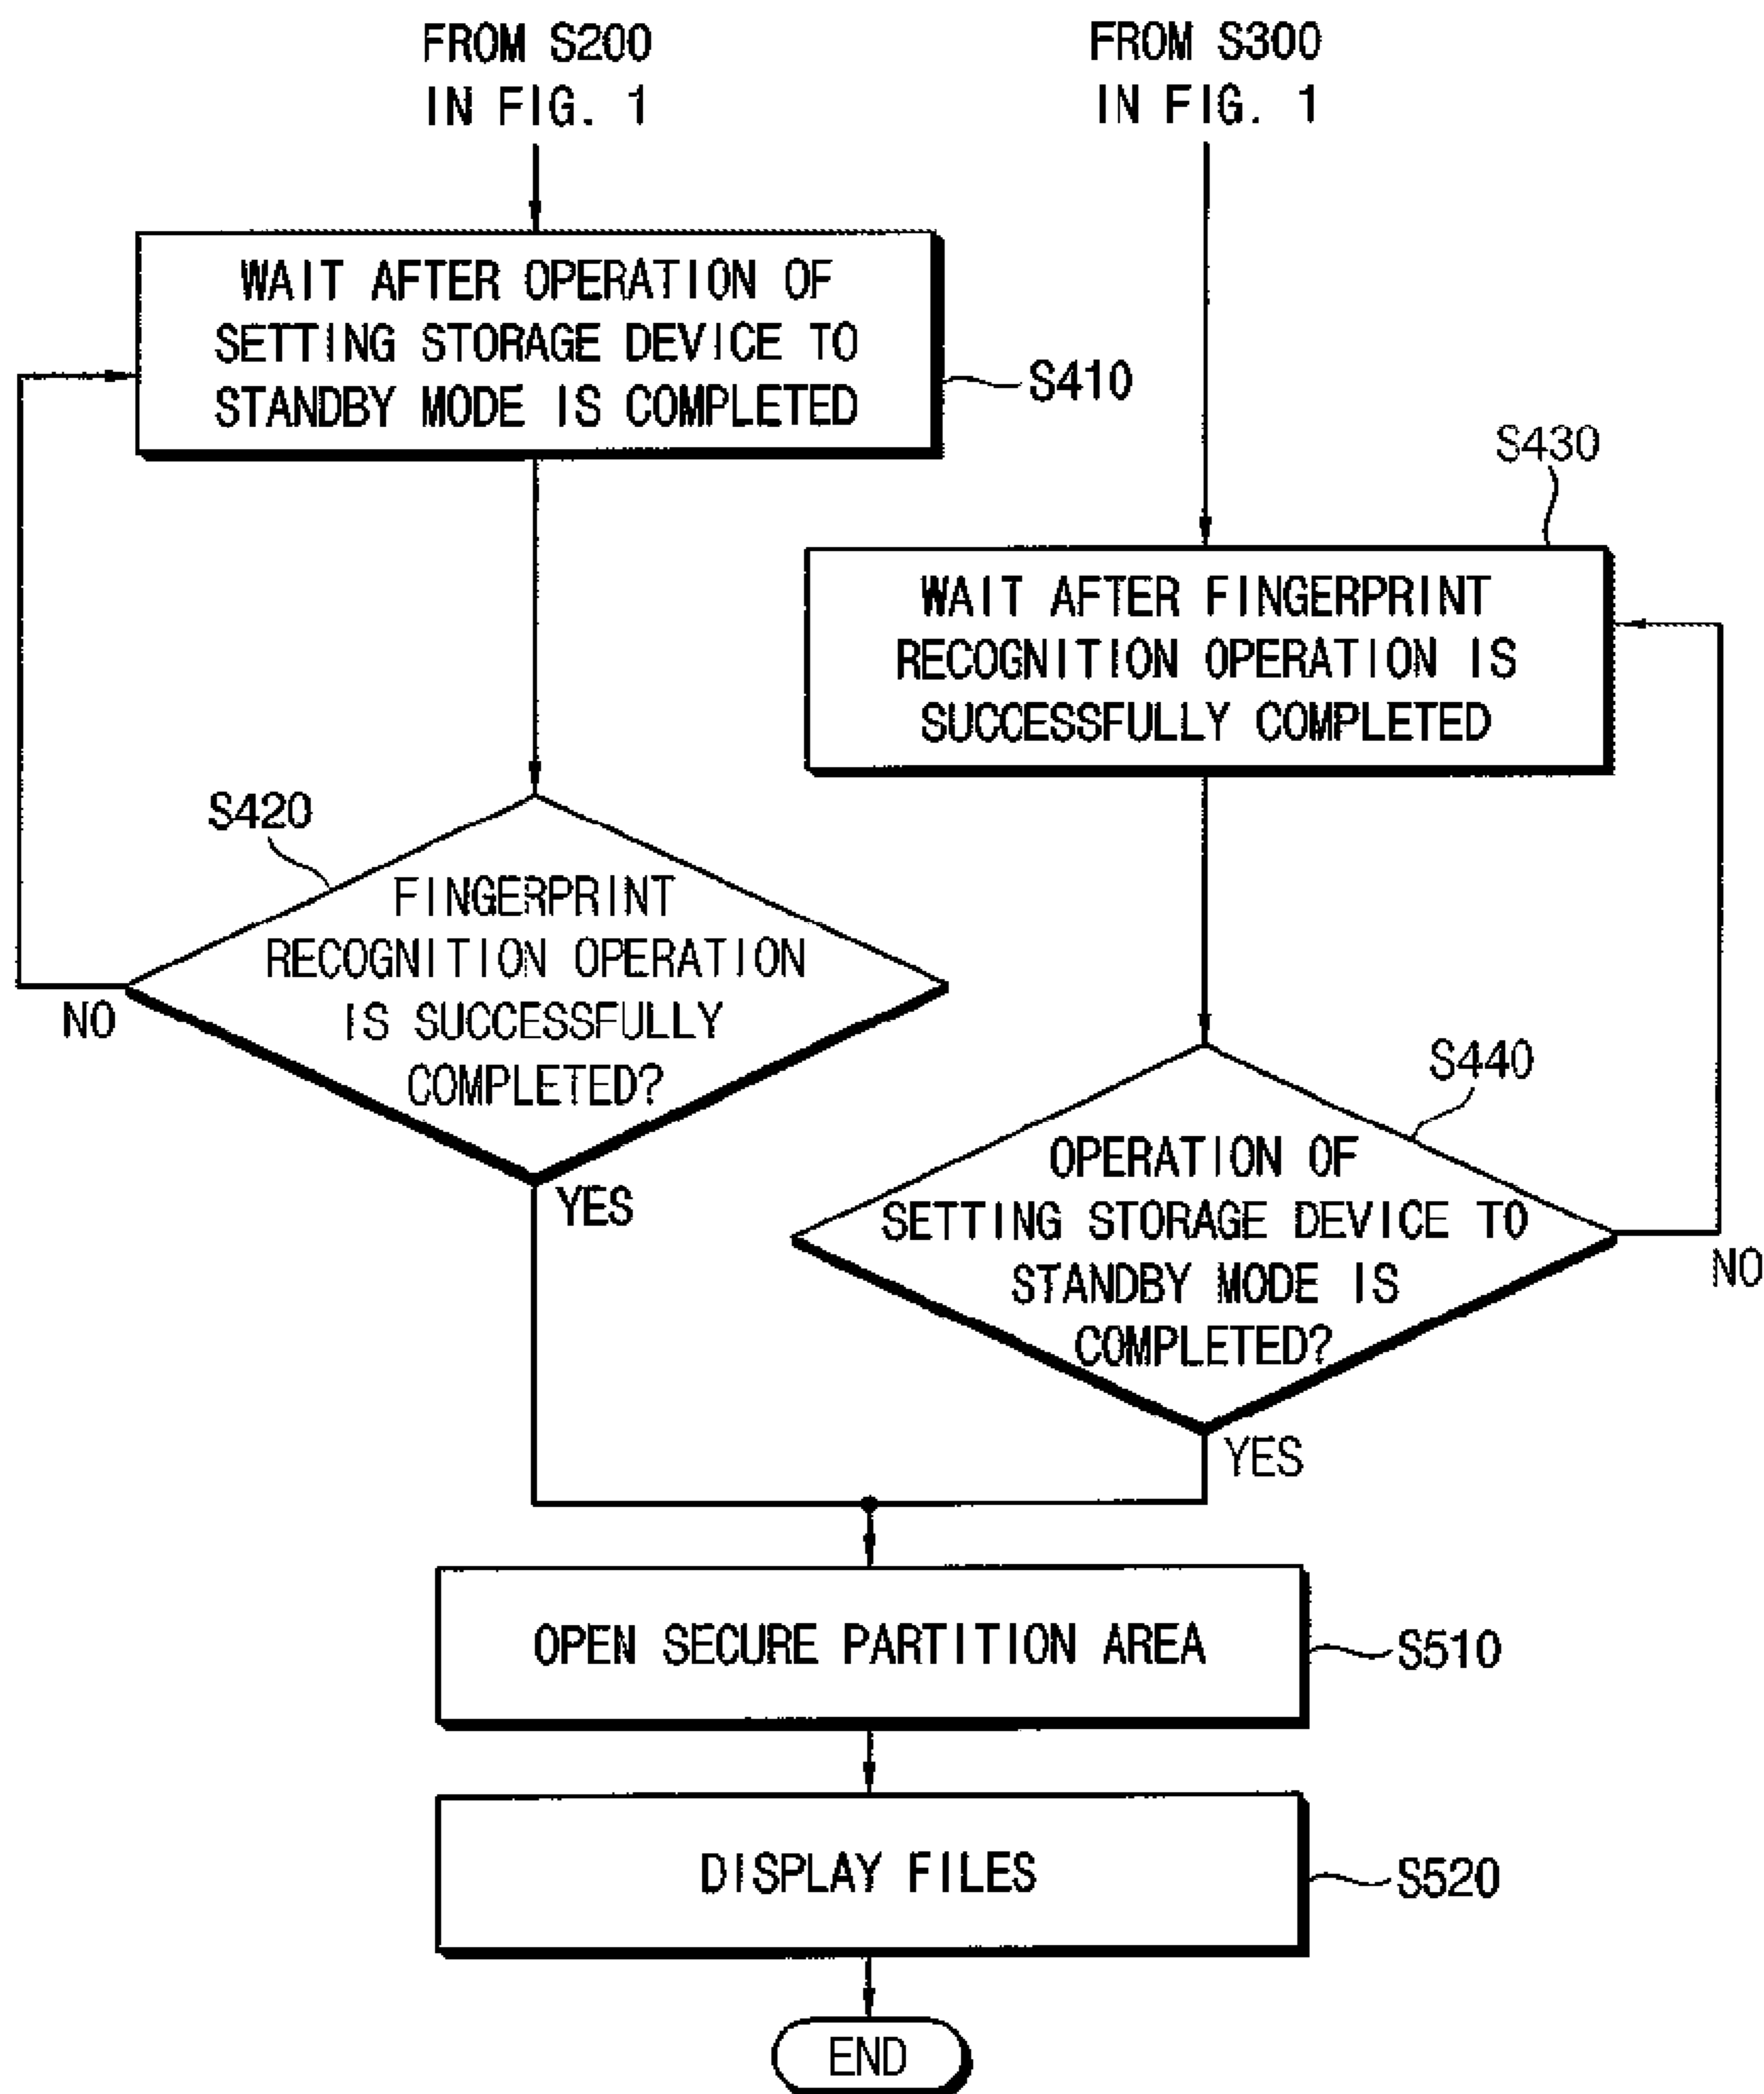 FROM S200
IN FIG. 1
FROM S300
IN FIG. 1
WAIT AFTER OPERATION OF
SETTING STORAGE DEVICE TO
STANDBY MODE IS COMPLETED
S410
S430
WAIT AFTER FINGERPRINT
RECOGNITION OPERATION IS
SUCCESSFULLY COMPLETED
S420
FINGERPRINT
RECOGNITION OPERATION
IS SUCCESSFULLY
COMPLETED?
NO
YES
S440
OPERATION OF
SETTING STORAGE DEVICE TO
STANDBY MODE IS
COMPLETED?
NO
YES
OPEN SECURE PARTITION AREA
S510
DISPLAY FILES
S520
END